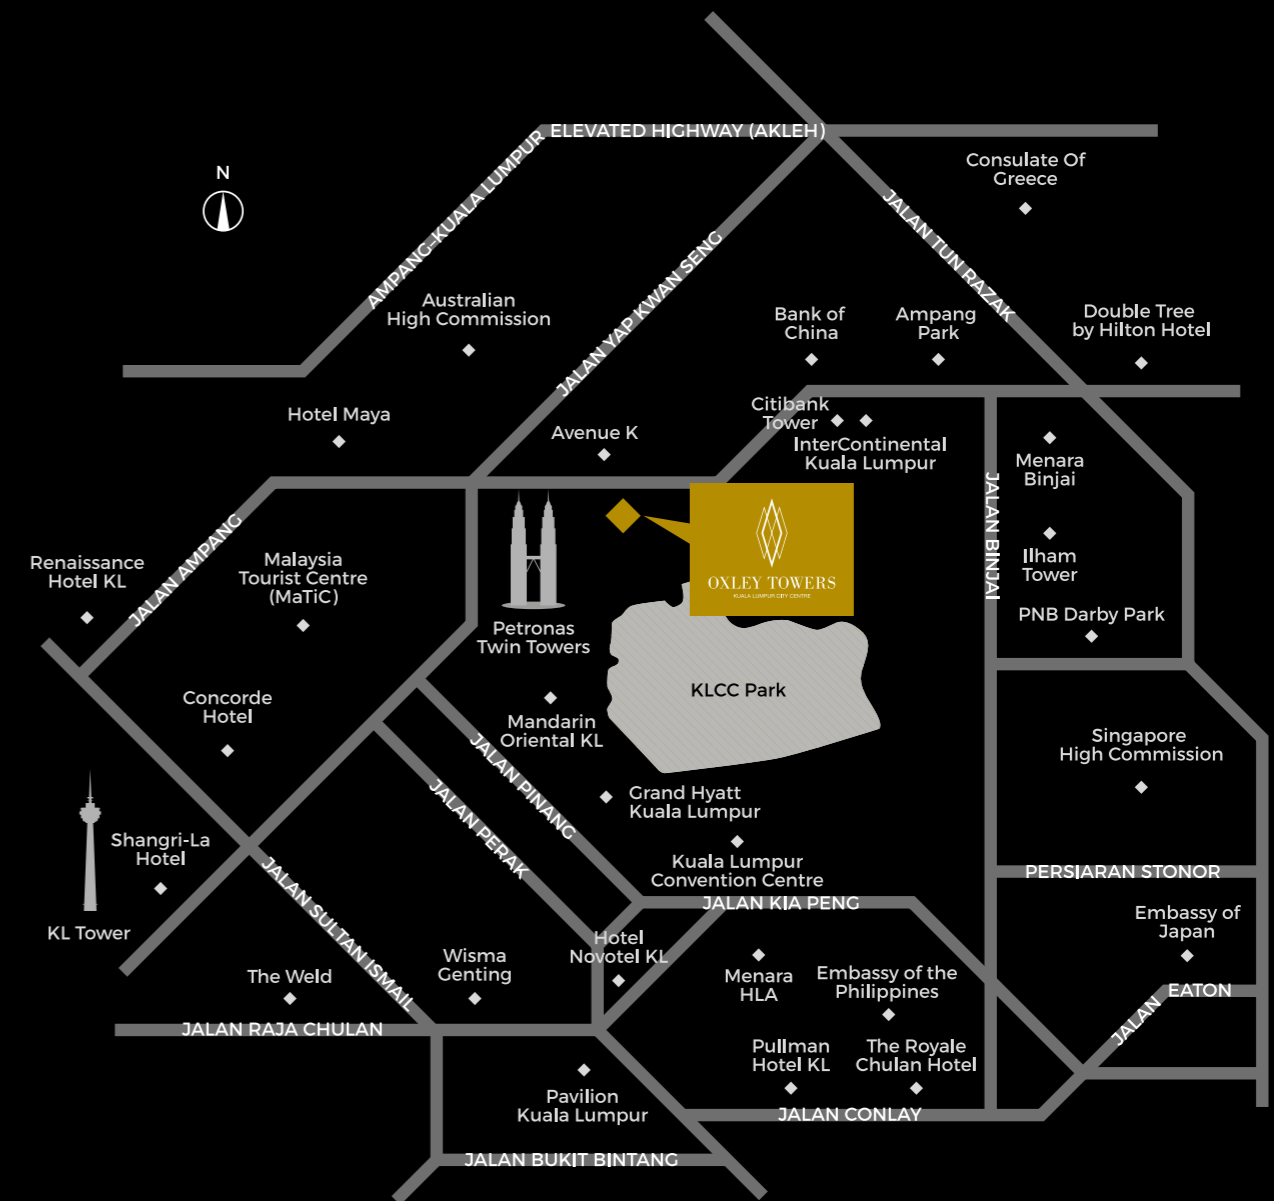 ELEVATED HIGHWAY (AKLEH)
AMPANG-KUALA LUMPUR
Consulate Of
Greece
N
JALAN TUN RAZAK
JALAN YAP KWAN SENG
Australian
High Commission
Bank of
China
Ampang
Park
Double Tree
by Hilton Hotel
Hotel Maya
Avenue K
Citibank
Tower
InterContinental
Kuala Lumpur
Menara
Binjai
JALAN BINJAI
JALAN AMPANG
Renaissance
Hotel KL
Malaysia
Tourist Centre
(MaTiC)
OXLEY TOWERS
KUALA LUMPUR CITY CENTRE
Ilham
Tower
PNB Darby Park
Petronas
Twin Towers
KLCC Park
Concorde
Hotel
Mandarin
Oriental KL
Singapore
High Commission
JALAN PINANG
JALAN PERAK
Grand Hyatt
Kuala Lumpur
Shangri-La
Hotel
Kuala Lumpur
Convention Centre
PERSIARAN STONOR
JALAN KIA PENG
KL Tower
JALAN SULTAN ISMAIL
Embassy of
Japan
Hotel
Novotel KL
Wisma
Genting
The Weld
Menara
HLA
Embassy of the
Philippines
JALAN EATON
JALAN RAJA CHULAN
Pullman
Hotel KL
The Royale
Chulan Hotel
Pavilion
Kuala Lumpur
JALAN CONLAY
JALAN BUKIT BINTANG